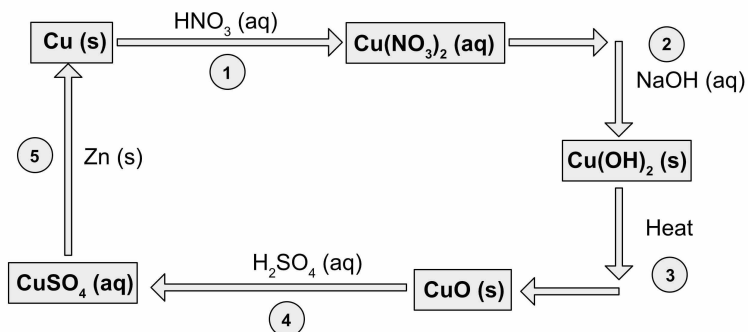 Cu (s)
HNO₃ (aq)
1
Cu(NO₃)₂ (aq)
2
NaOH (aq)
Cu(OH)₂ (s)
Heat
3
CuO (s)
H₂SO₄ (aq)
4
CuSO₄ (aq)
5
Zn (s)